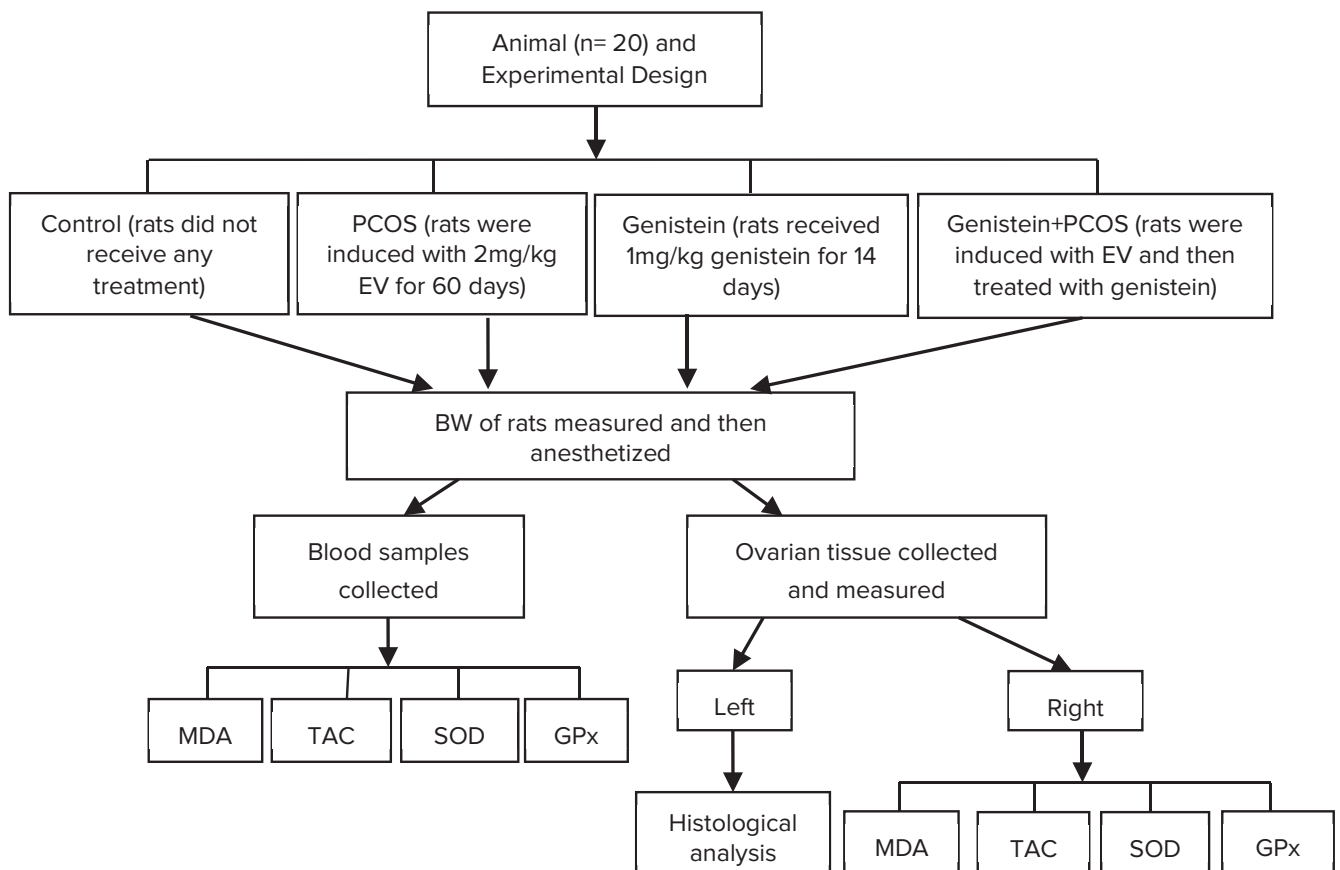 Animal (n= 20) and
Experimental Design
Control (rats did not
receive any
treatment)
PCOS (rats were
induced with 2mg/kg
EV for 60 days)
Genistein (rats received
1mg/kg genistein for 14
days)
Genistein+PCOS (rats were
induced with EV and then
treated with genistein)
BW of rats measured and then
anesthetized
Blood samples
collected
Ovarian tissue collected
and measured
MDA
TAC
SOD
GPx
Left
Right
Histological
analysis
MDA
TAC
SOD
GPx